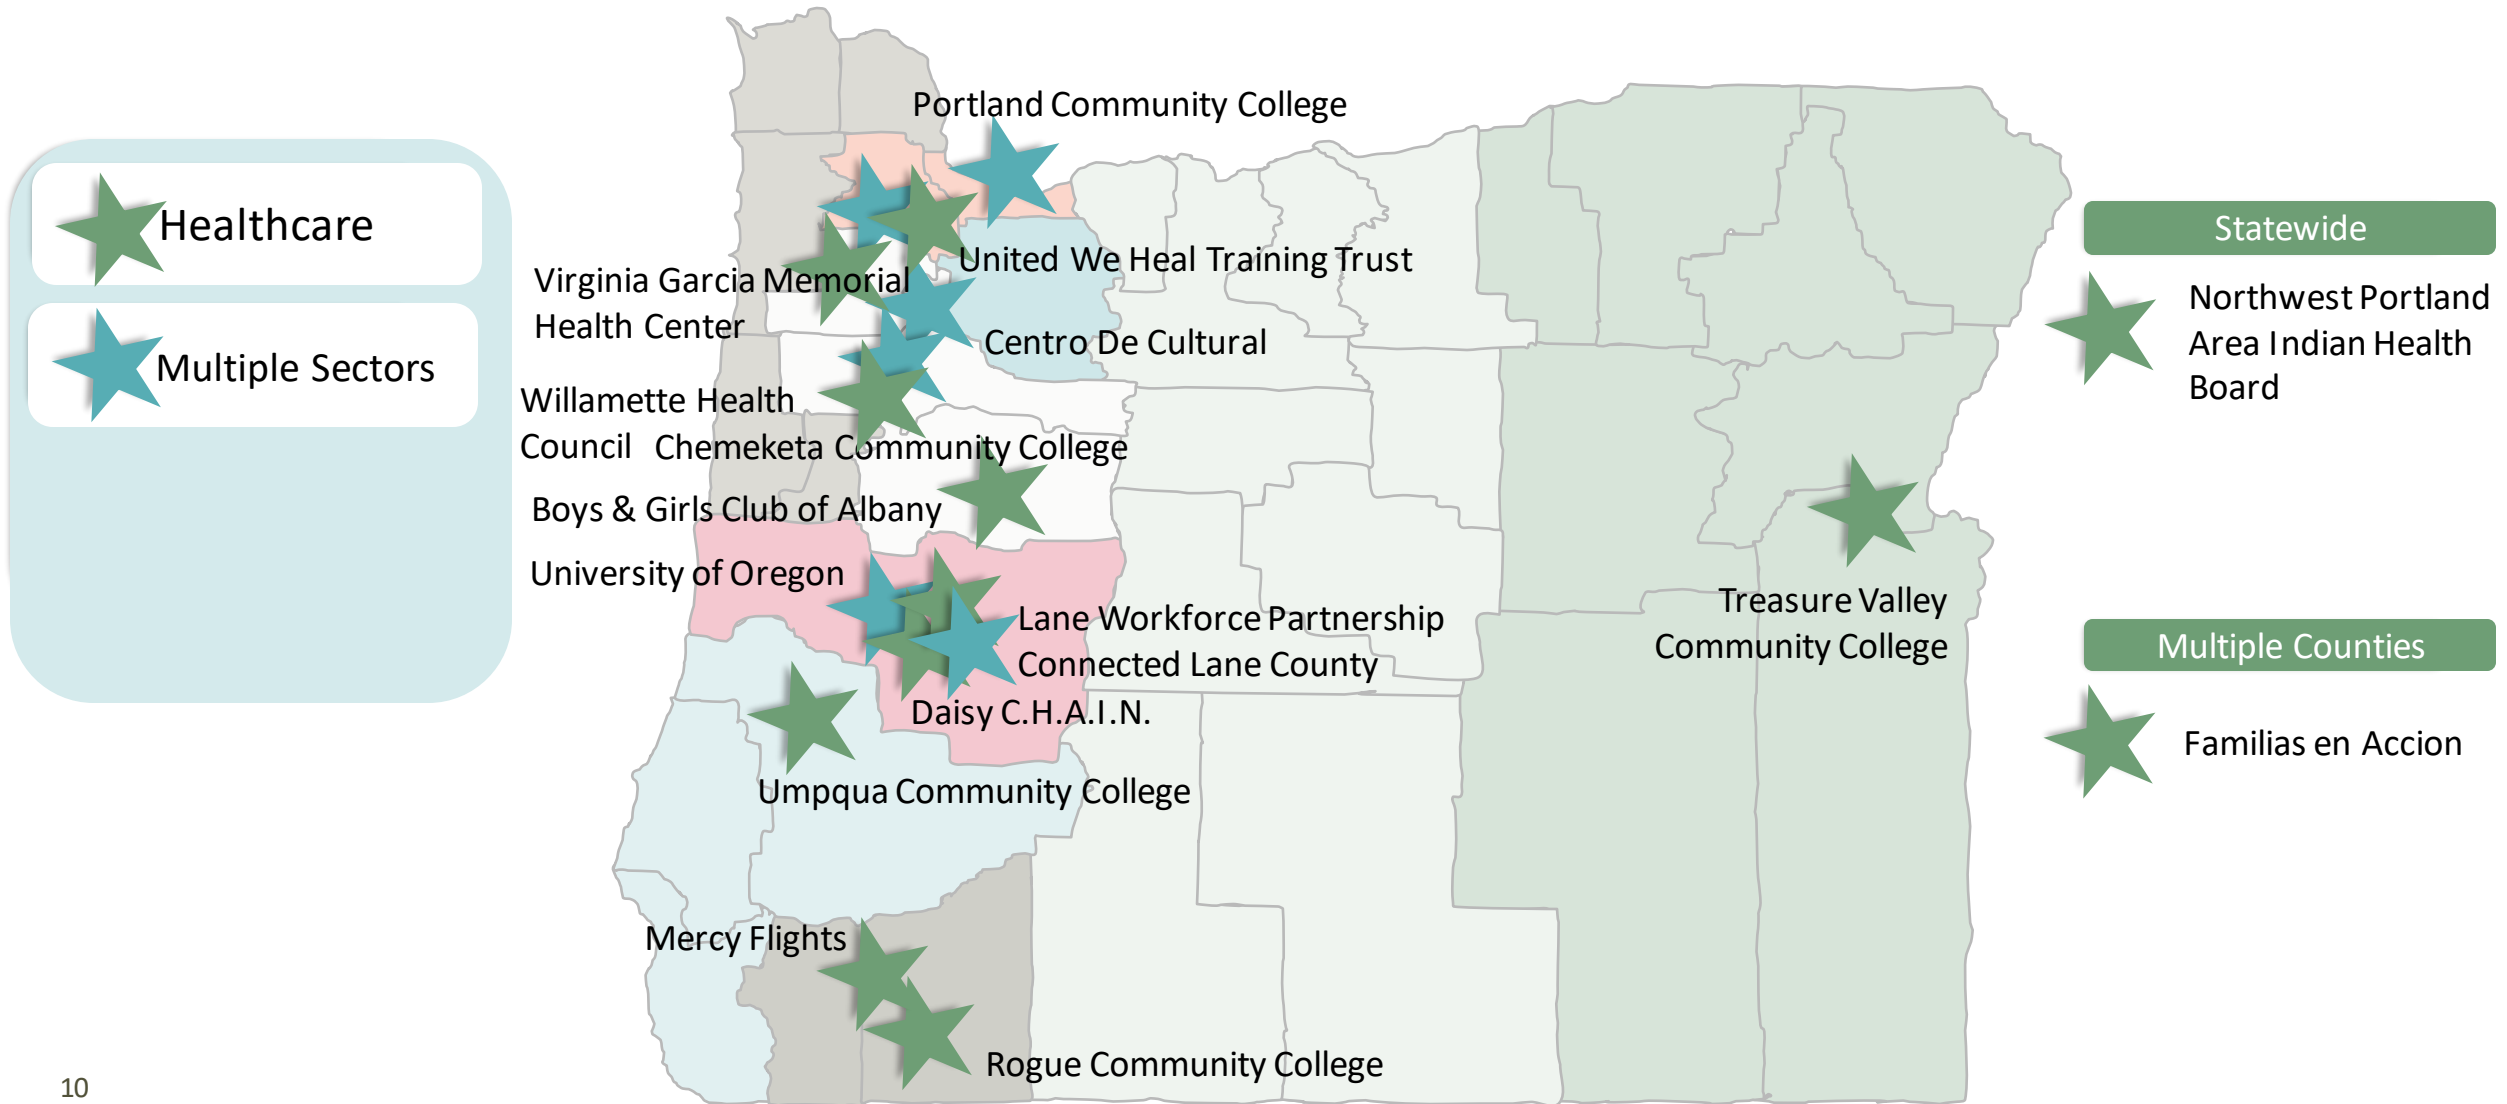 Healthcare
Multiple Sectors
Portland Community College
United We Heal Training Trust
Virginia Garcia Memorial
Health Center
Centro De Cultural
Willamette Health
Council
Chemeketa Community College
Boys & Girls Club of Albany
University of Oregon
Lane Workforce Partnership
Connected Lane County
Daisy C.H.A.I.N.
Umpqua Community College
Mercy Flights
Rogue Community College
Treasure Valley
Community College
Statewide
Northwest Portland
Area Indian Health
Board
Multiple Counties
Familias en Accion
10